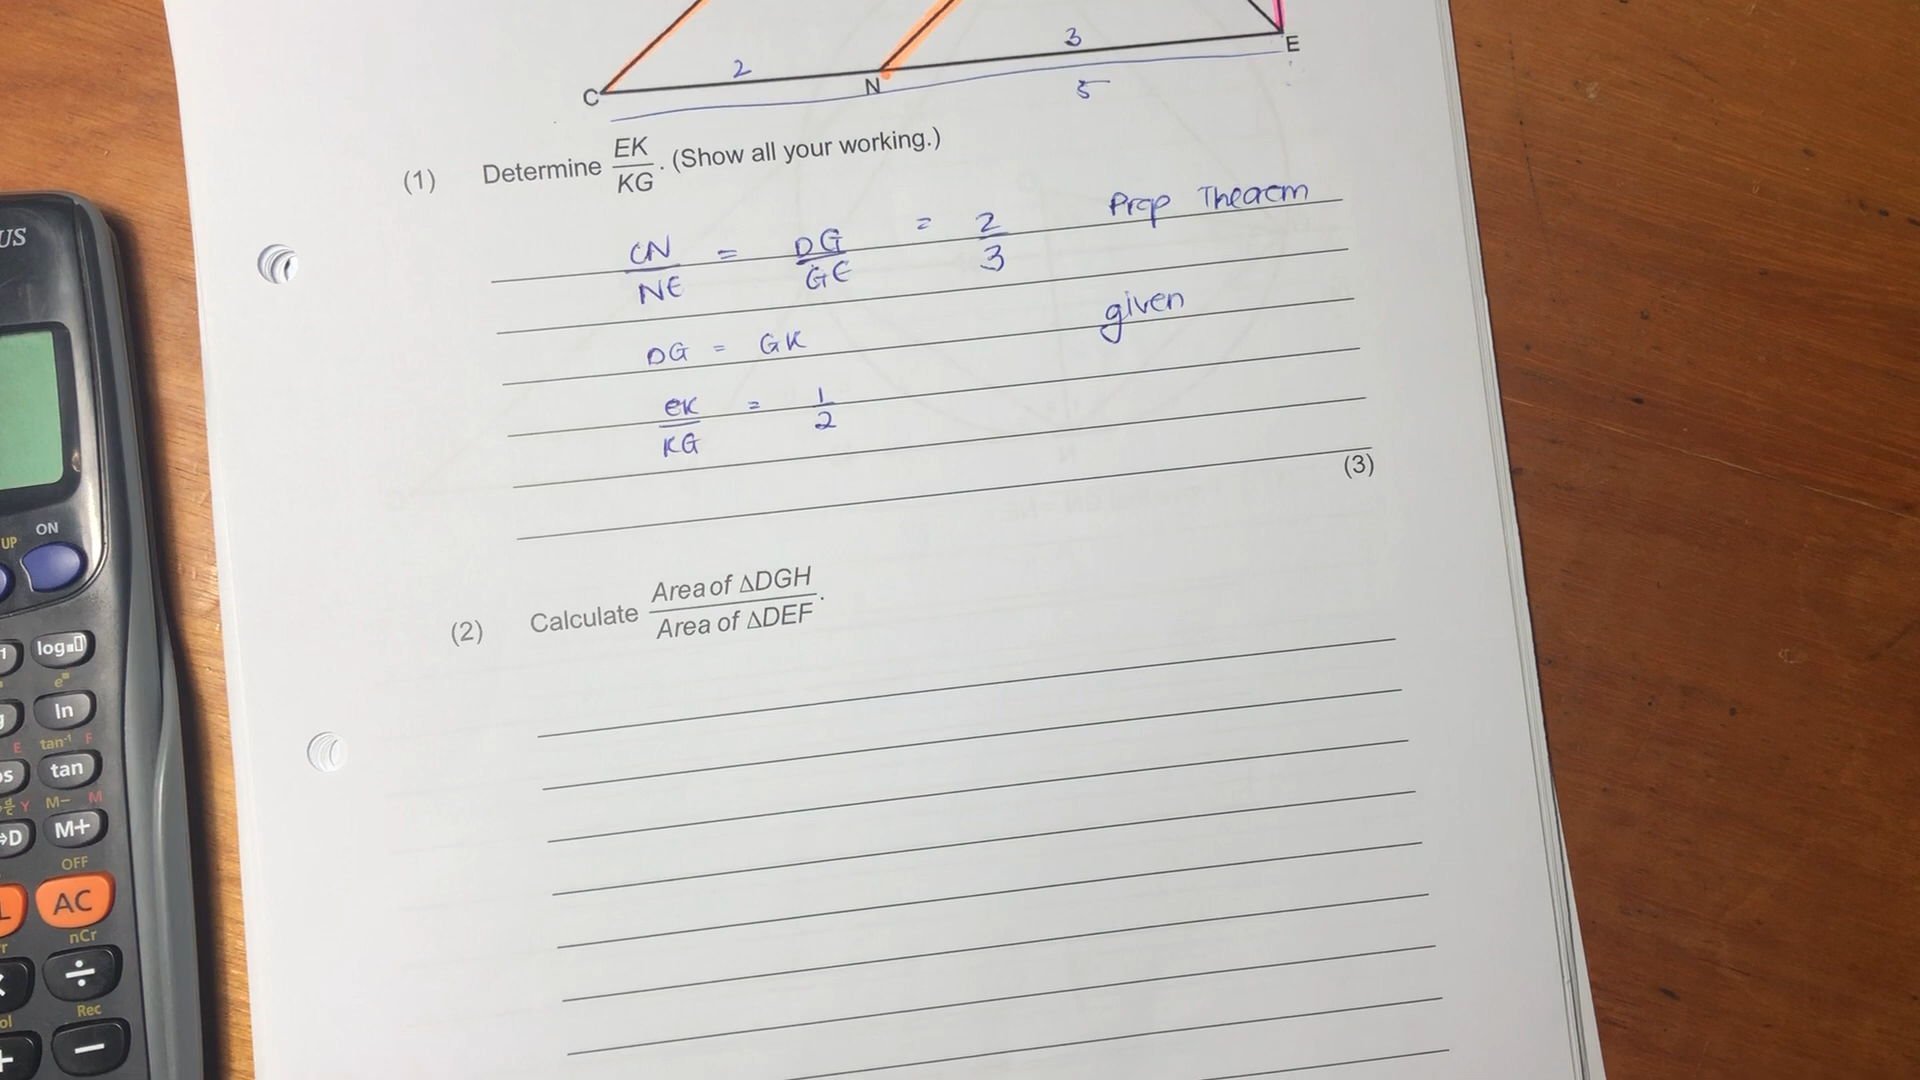 2
3
E
C
N
5
(1) Determine EK/KG. (Show all your working.)
CN/NE = DG/GE = 2/3 Prop Thearem
DG = GK given
EK/KG = 1/2
(3)
(2) Calculate Area of ΔDGH/Area of ΔDEF.
US
ON
UP
log
e
ln
E tan⁻¹ F
tan
Y M– M
D M+
OFF
AC
nCr
÷
Rec
−